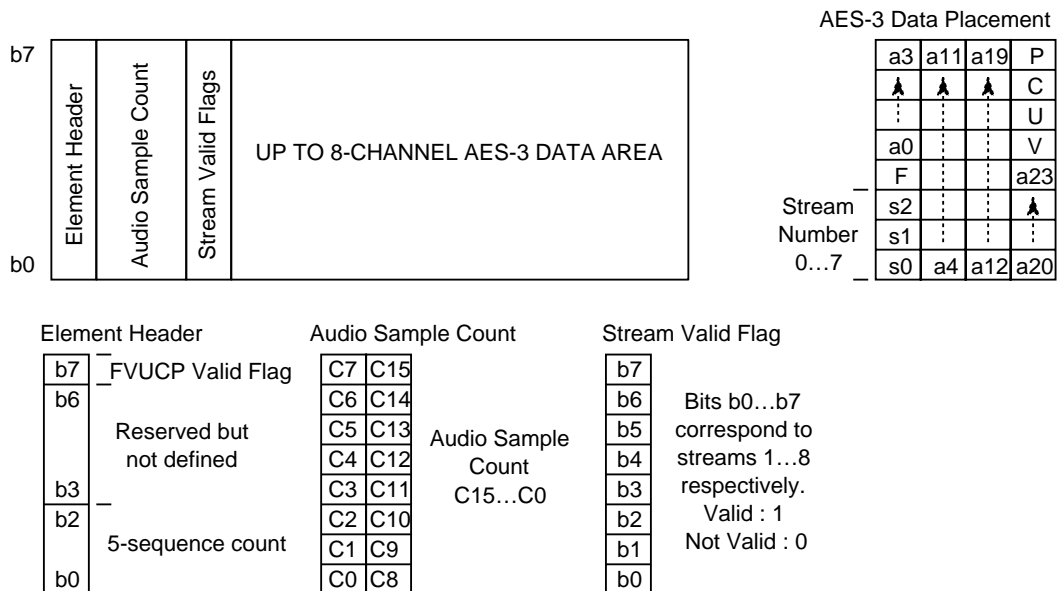 AES-3 Data Placement
b7
b0
Element Header
Audio Sample Count
Stream Valid Flags
UP TO 8-CHANNEL AES-3 DATA AREA
a3 a11 a19 P
C
U
a0 V
F a23
s2
s1
s0 a4 a12 a20
Stream
Number
0…7
Element Header
b7
b6
b3
b2
b0
FVUCP Valid Flag
Reserved but
not defined
5-sequence count
Audio Sample Count
C7 C15
C6 C14
C5 C13
C4 C12
C3 C11
C2 C10
C1 C9
C0 C8
Audio Sample
Count
C15…C0
Stream Valid Flag
b7
b6
b5
b4
b3
b2
b1
b0
Bits b0…b7
correspond to
streams 1…8
respectively.
Valid : 1
Not Valid : 0